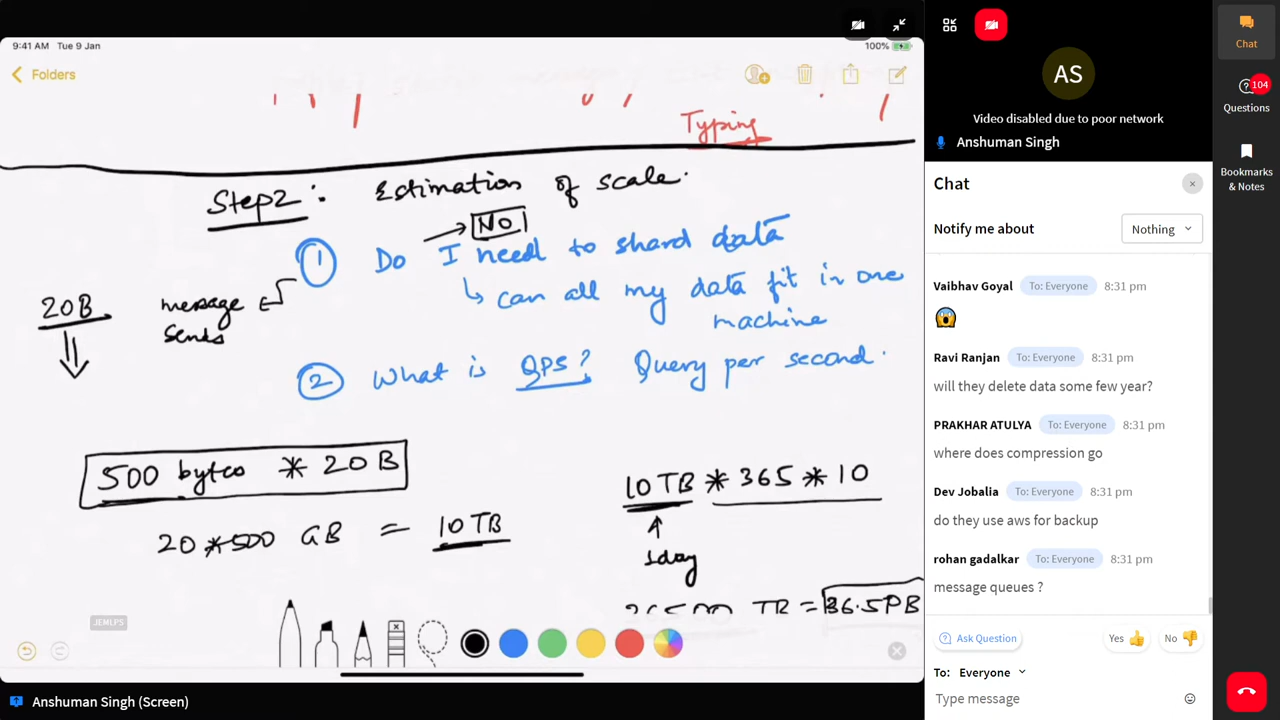 9:41 AM Tue 9 Jan
100%
Folders
Typing
Step2: Estimation of scale.
NO
1 Do I need to shard data
↳ can all my data fit in one
machine
20B
message
sends
2 What is QPS? Query per second.
500 bytes * 20B
20*500 GB = 10TB
10TB * 365 * 10
1day
36500 TB = 36.5PB
JEMLPS
Anshuman Singh (Screen)
AS
Video disabled due to poor network
Anshuman Singh
Chat
Notify me about
Nothing
Vaibhav Goyal To: Everyone 8:31 pm
😱
Ravi Ranjan To: Everyone 8:31 pm
will they delete data some few year?
PRAKHAR ATULYA To: Everyone 8:31 pm
where does compression go
Dev Jobalia To: Everyone 8:31 pm
do they use aws for backup
rohan gadalkar To: Everyone 8:31 pm
message queues ?
Ask Question
Yes 👍
No 👎
To: Everyone
Type message
Chat
104
Questions
Bookmarks
& Notes